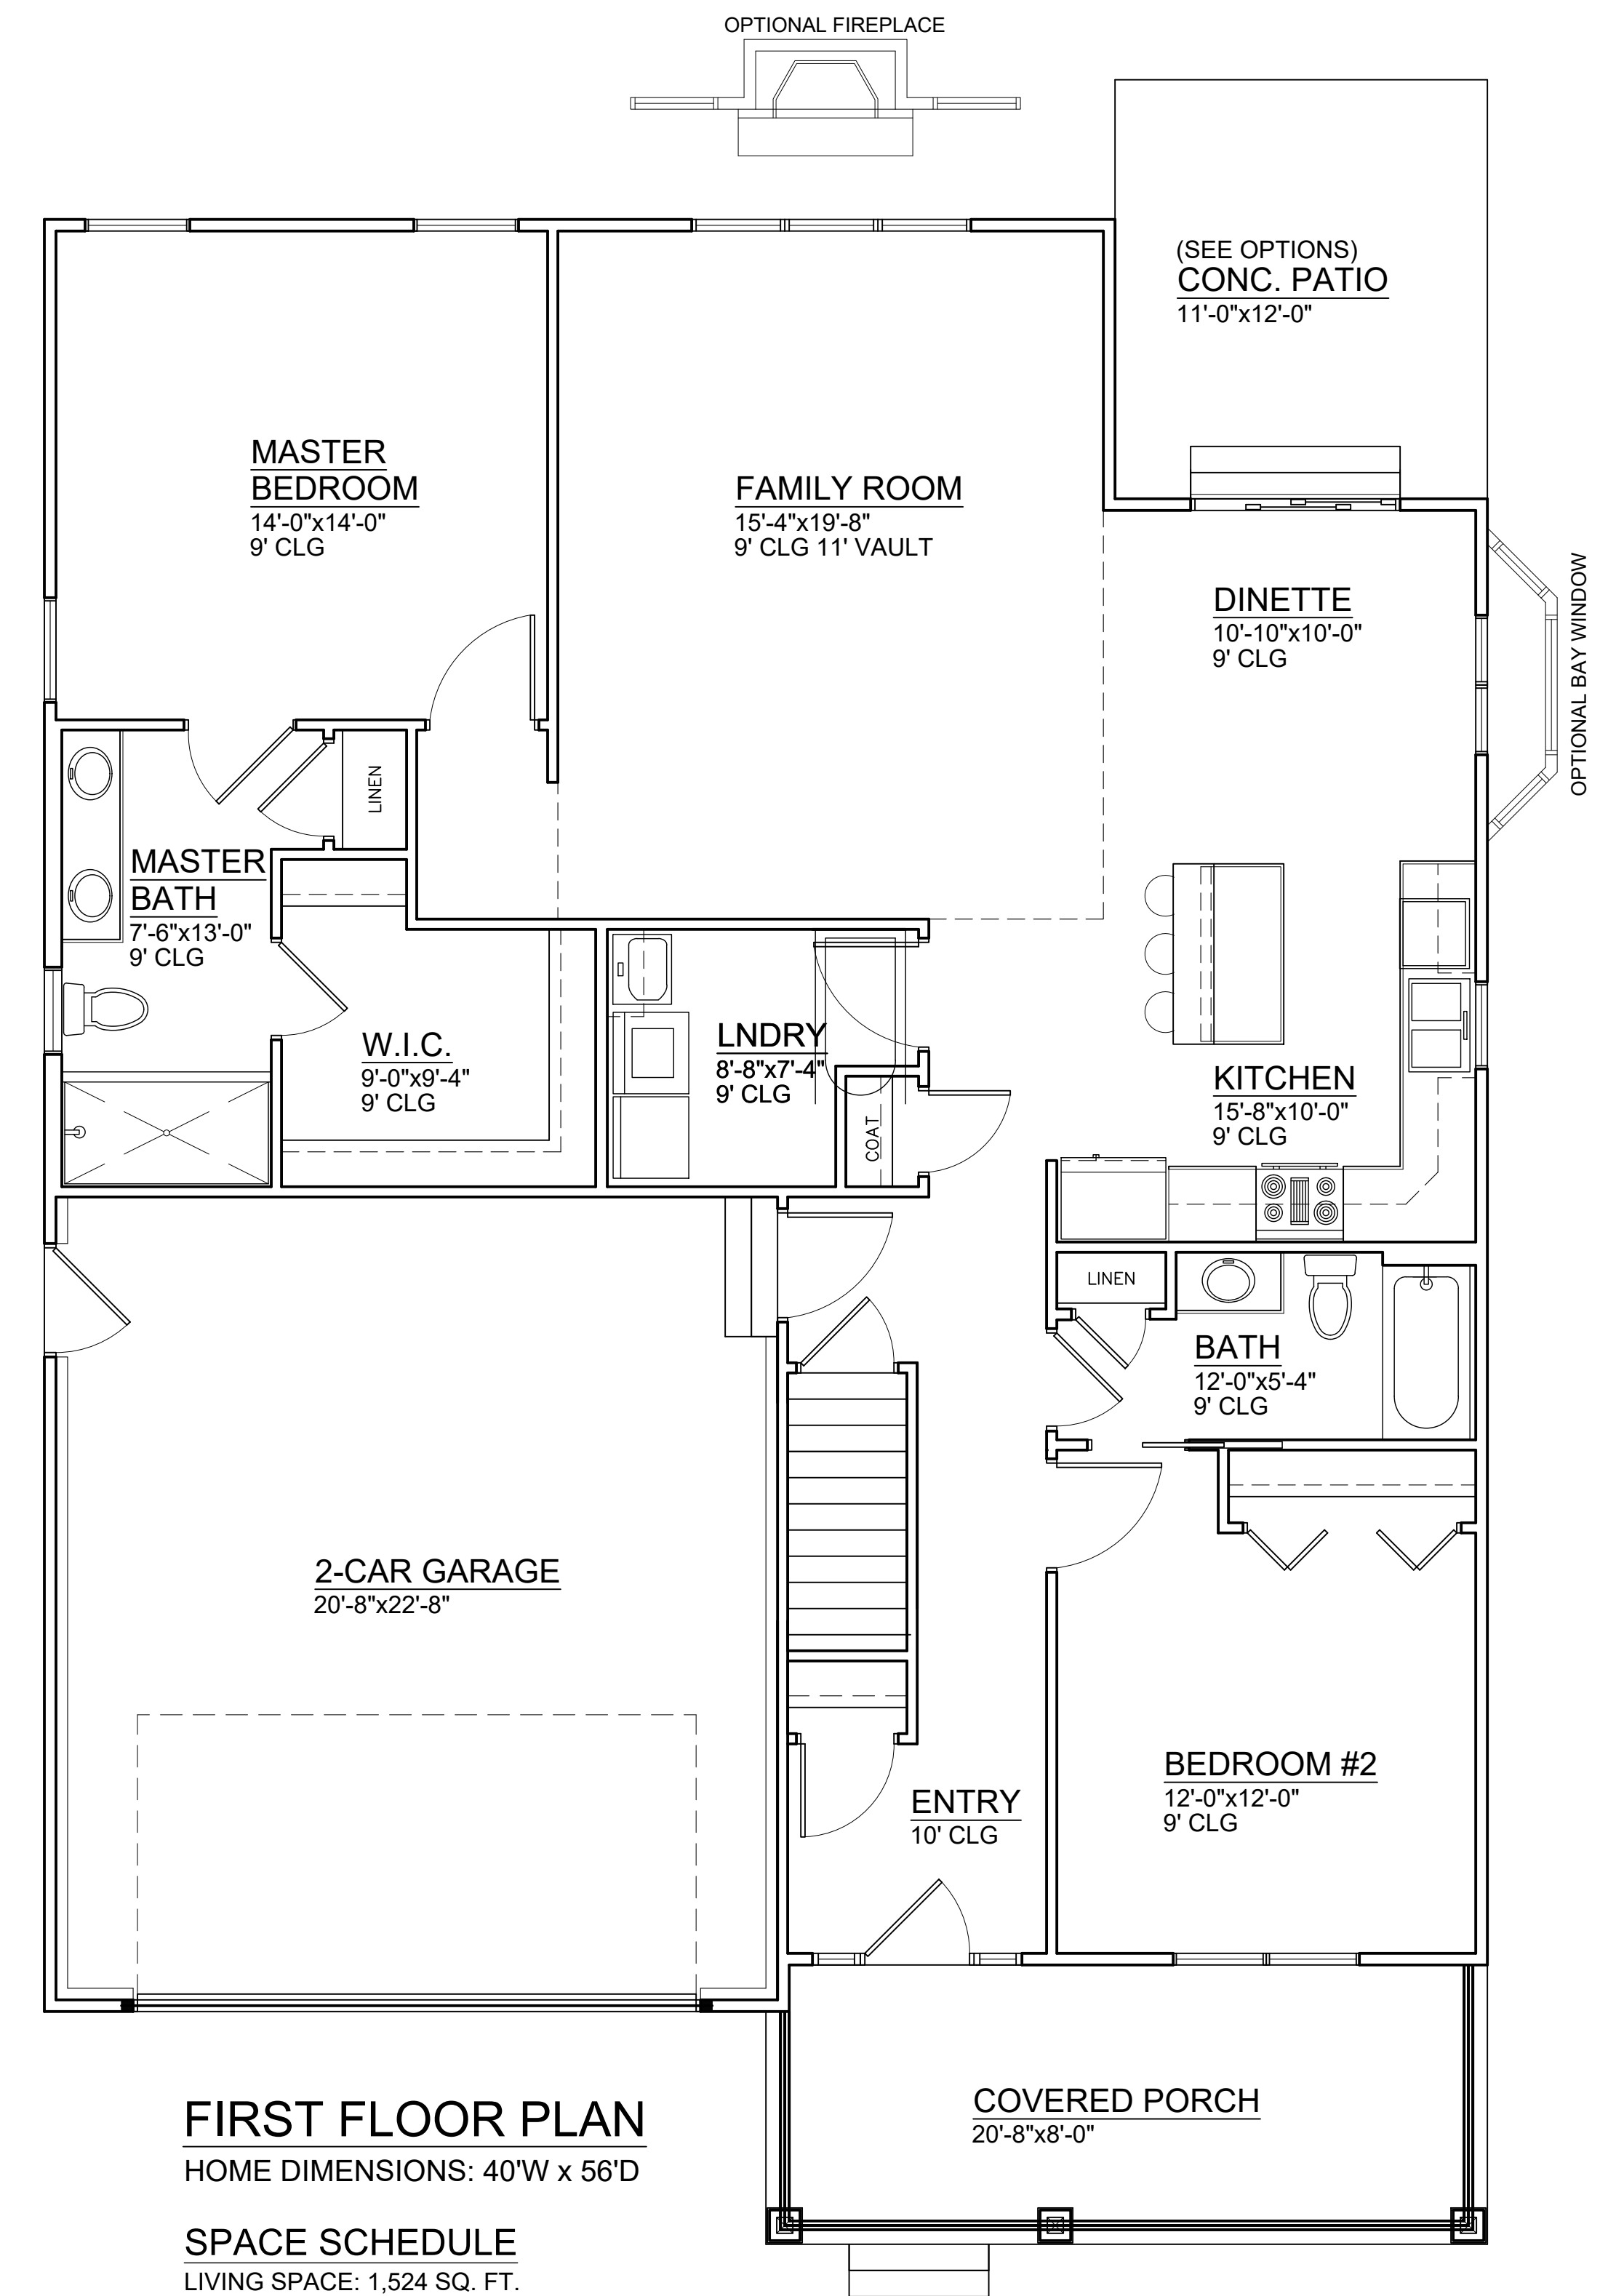 OPTIONAL FIREPLACE
(SEE OPTIONS)
CONC. PATIO
11'-0"x12'-0"
MASTER
BEDROOM
14'-0"x14'-0"
9' CLG
FAMILY ROOM
15'-4"x19'-8"
9' CLG 11' VAULT
DINETTE
10'-10"x10'-0"
9' CLG
OPTIONAL BAY WINDOW
LINEN
MASTER
BATH
7'-6"x13'-0"
9' CLG
W.I.C.
9'-0"x9'-4"
9' CLG
LNDRY
8'-8"x7'-4"
9' CLG
COAT
KITCHEN
15'-8"x10'-0"
9' CLG
LINEN
BATH
12'-0"x5'-4"
9' CLG
2-CAR GARAGE
20'-8"x22'-8"
BEDROOM #2
12'-0"x12'-0"
9' CLG
ENTRY
10' CLG
COVERED PORCH
20'-8"x8'-0"
FIRST FLOOR PLAN
HOME DIMENSIONS: 40'W x 56'D
SPACE SCHEDULE
LIVING SPACE: 1,524 SQ. FT.